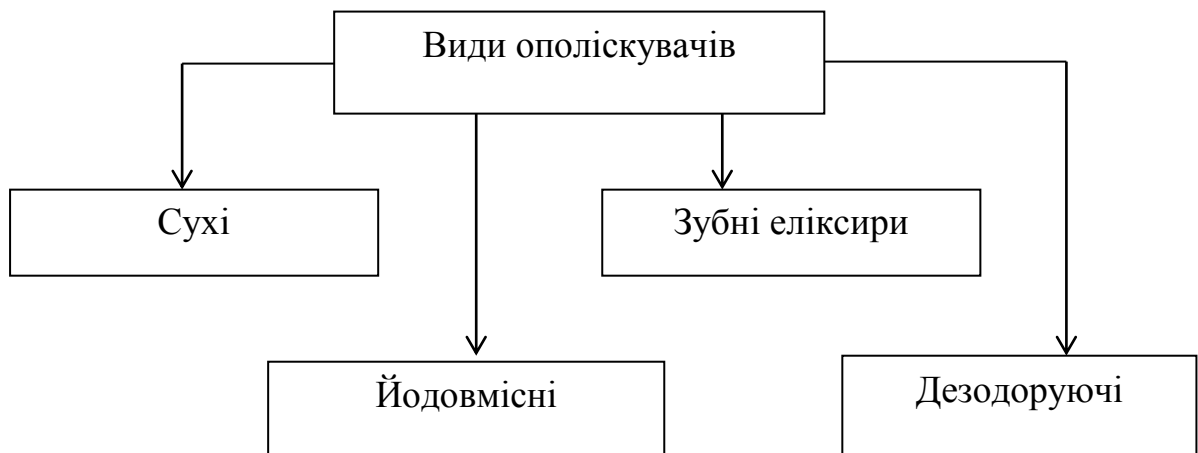 Види ополіскувачів
Сухі
Зубні еліксири
Йодовмісні
Дезодоруючі